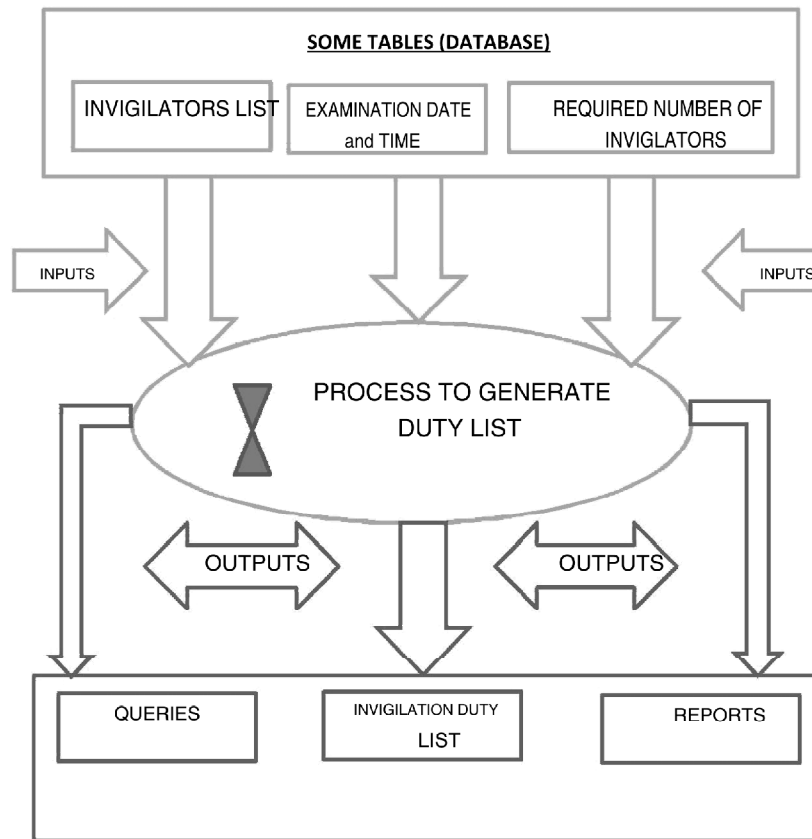 SOME TABLES (DATABASE)
INVIGILATORS LIST
EXAMINATION DATE
and TIME
REQUIRED NUMBER OF
INVIGLATORS
INPUTS
INPUTS
PROCESS TO GENERATE
DUTY LIST
OUTPUTS
OUTPUTS
QUERIES
INVIGILATION DUTY
LIST
REPORTS